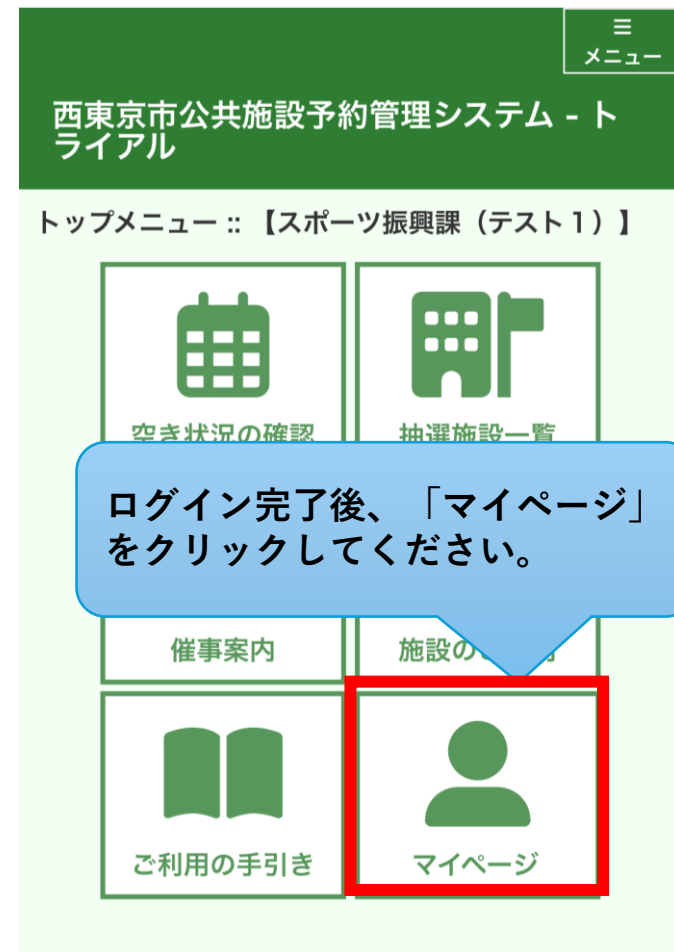 ≡
メニュー
西東京市公共施設予約管理システム - ト
ライアル
トップメニュー :: 【スポーツ振興課（テスト１）】
空き状況の確認
抽選施設一覧
ログイン完了後、「マイページ」
をクリックしてください。
催事案内
施設の
ご利用の手引き
マイページ